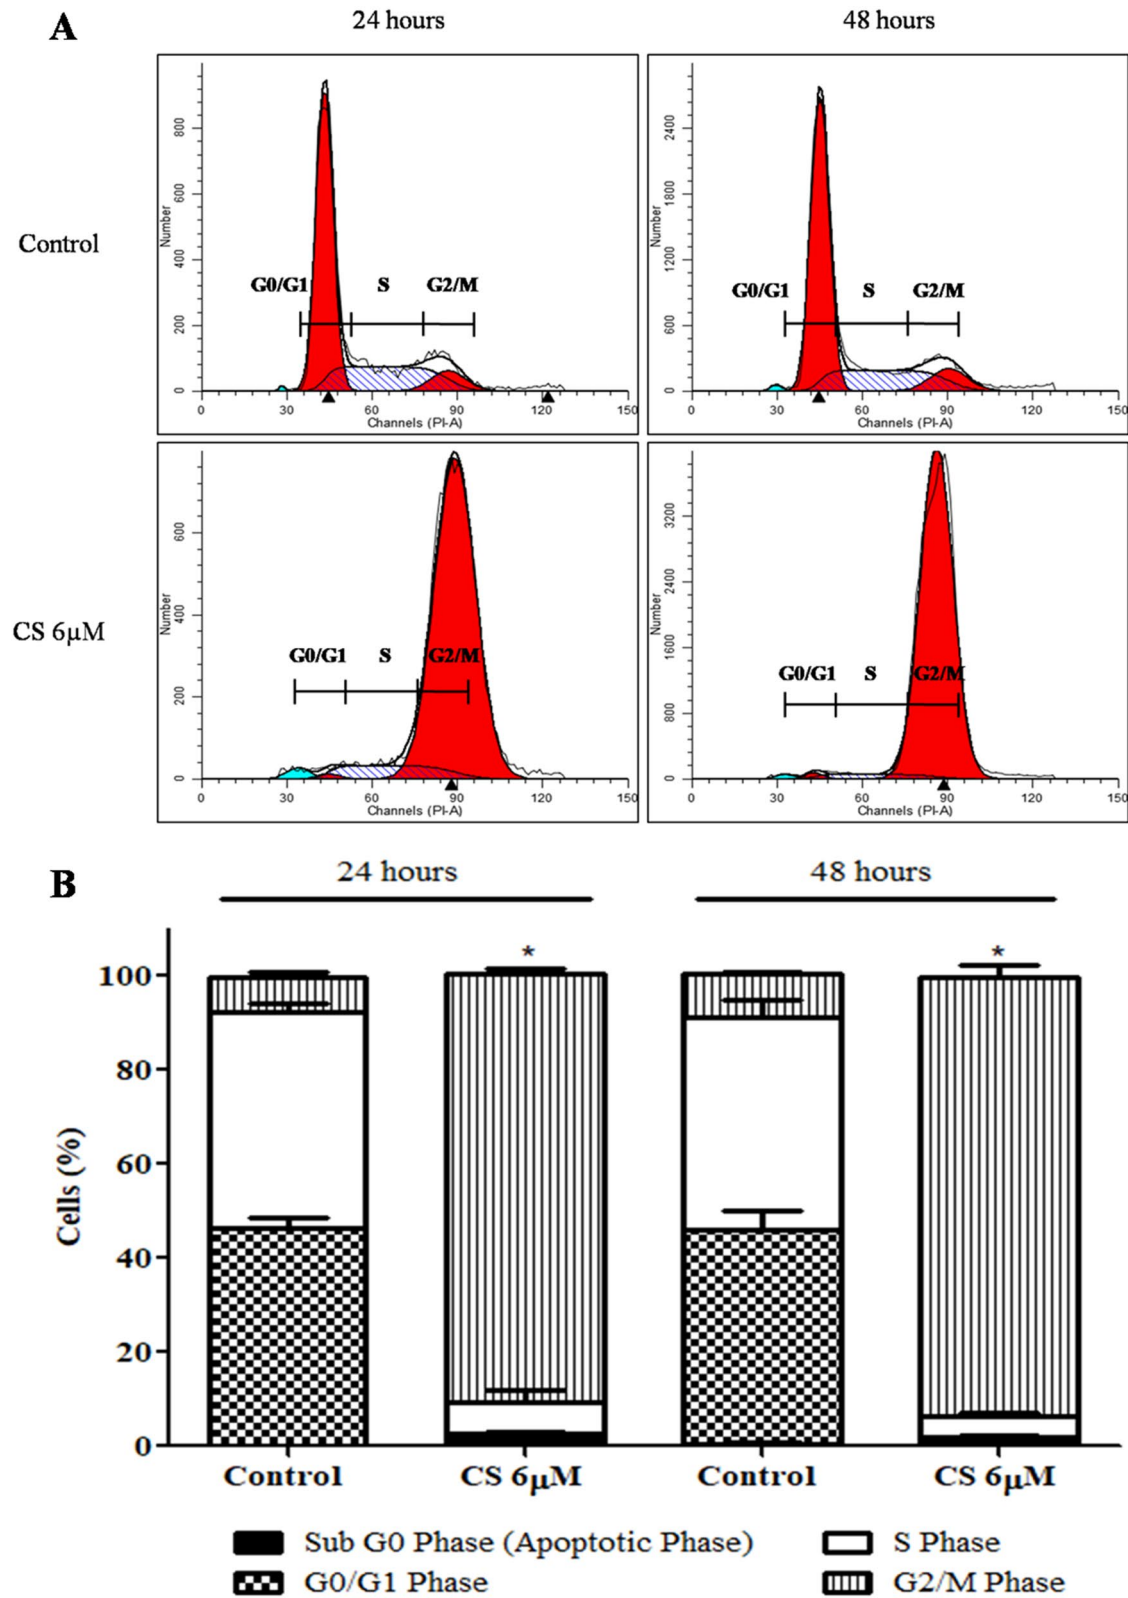 A
24 hours 48 hours
Control
CS 6µM
Number
800
600
400
200
0
G0/G1 S G2/M
0 30 60 90 120 150
Channels (PI-A)
Number
2400
1800
1200
600
0
G0/G1 S G2/M
0 30 60 90 120 150
Channels (PI-A)
Number
600
400
200
0
G0/G1 S G2/M
0 30 60 90 120 150
Channels (PI-A)
Number
3200
2400
1600
800
0
G0/G1 S G2/M
0 30 60 90 120 150
Channels (PI-A)
B
24 hours 48 hours
* *
Cells (%)
100
80
60
40
20
0
Control CS 6µM Control CS 6µM
Sub G0 Phase (Apoptotic Phase) S Phase
G0/G1 Phase G2/M Phase